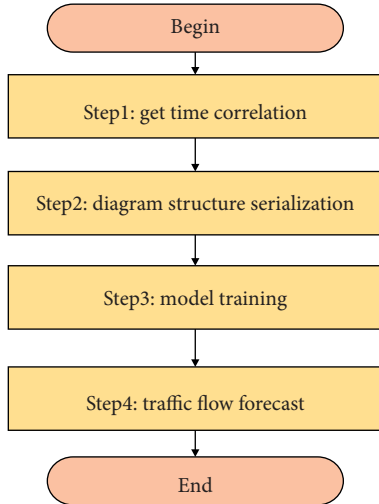 Begin
Step1: get time correlation
Step2: diagram structure serialization
Step3: model training
Step4: traffic flow forecast
End